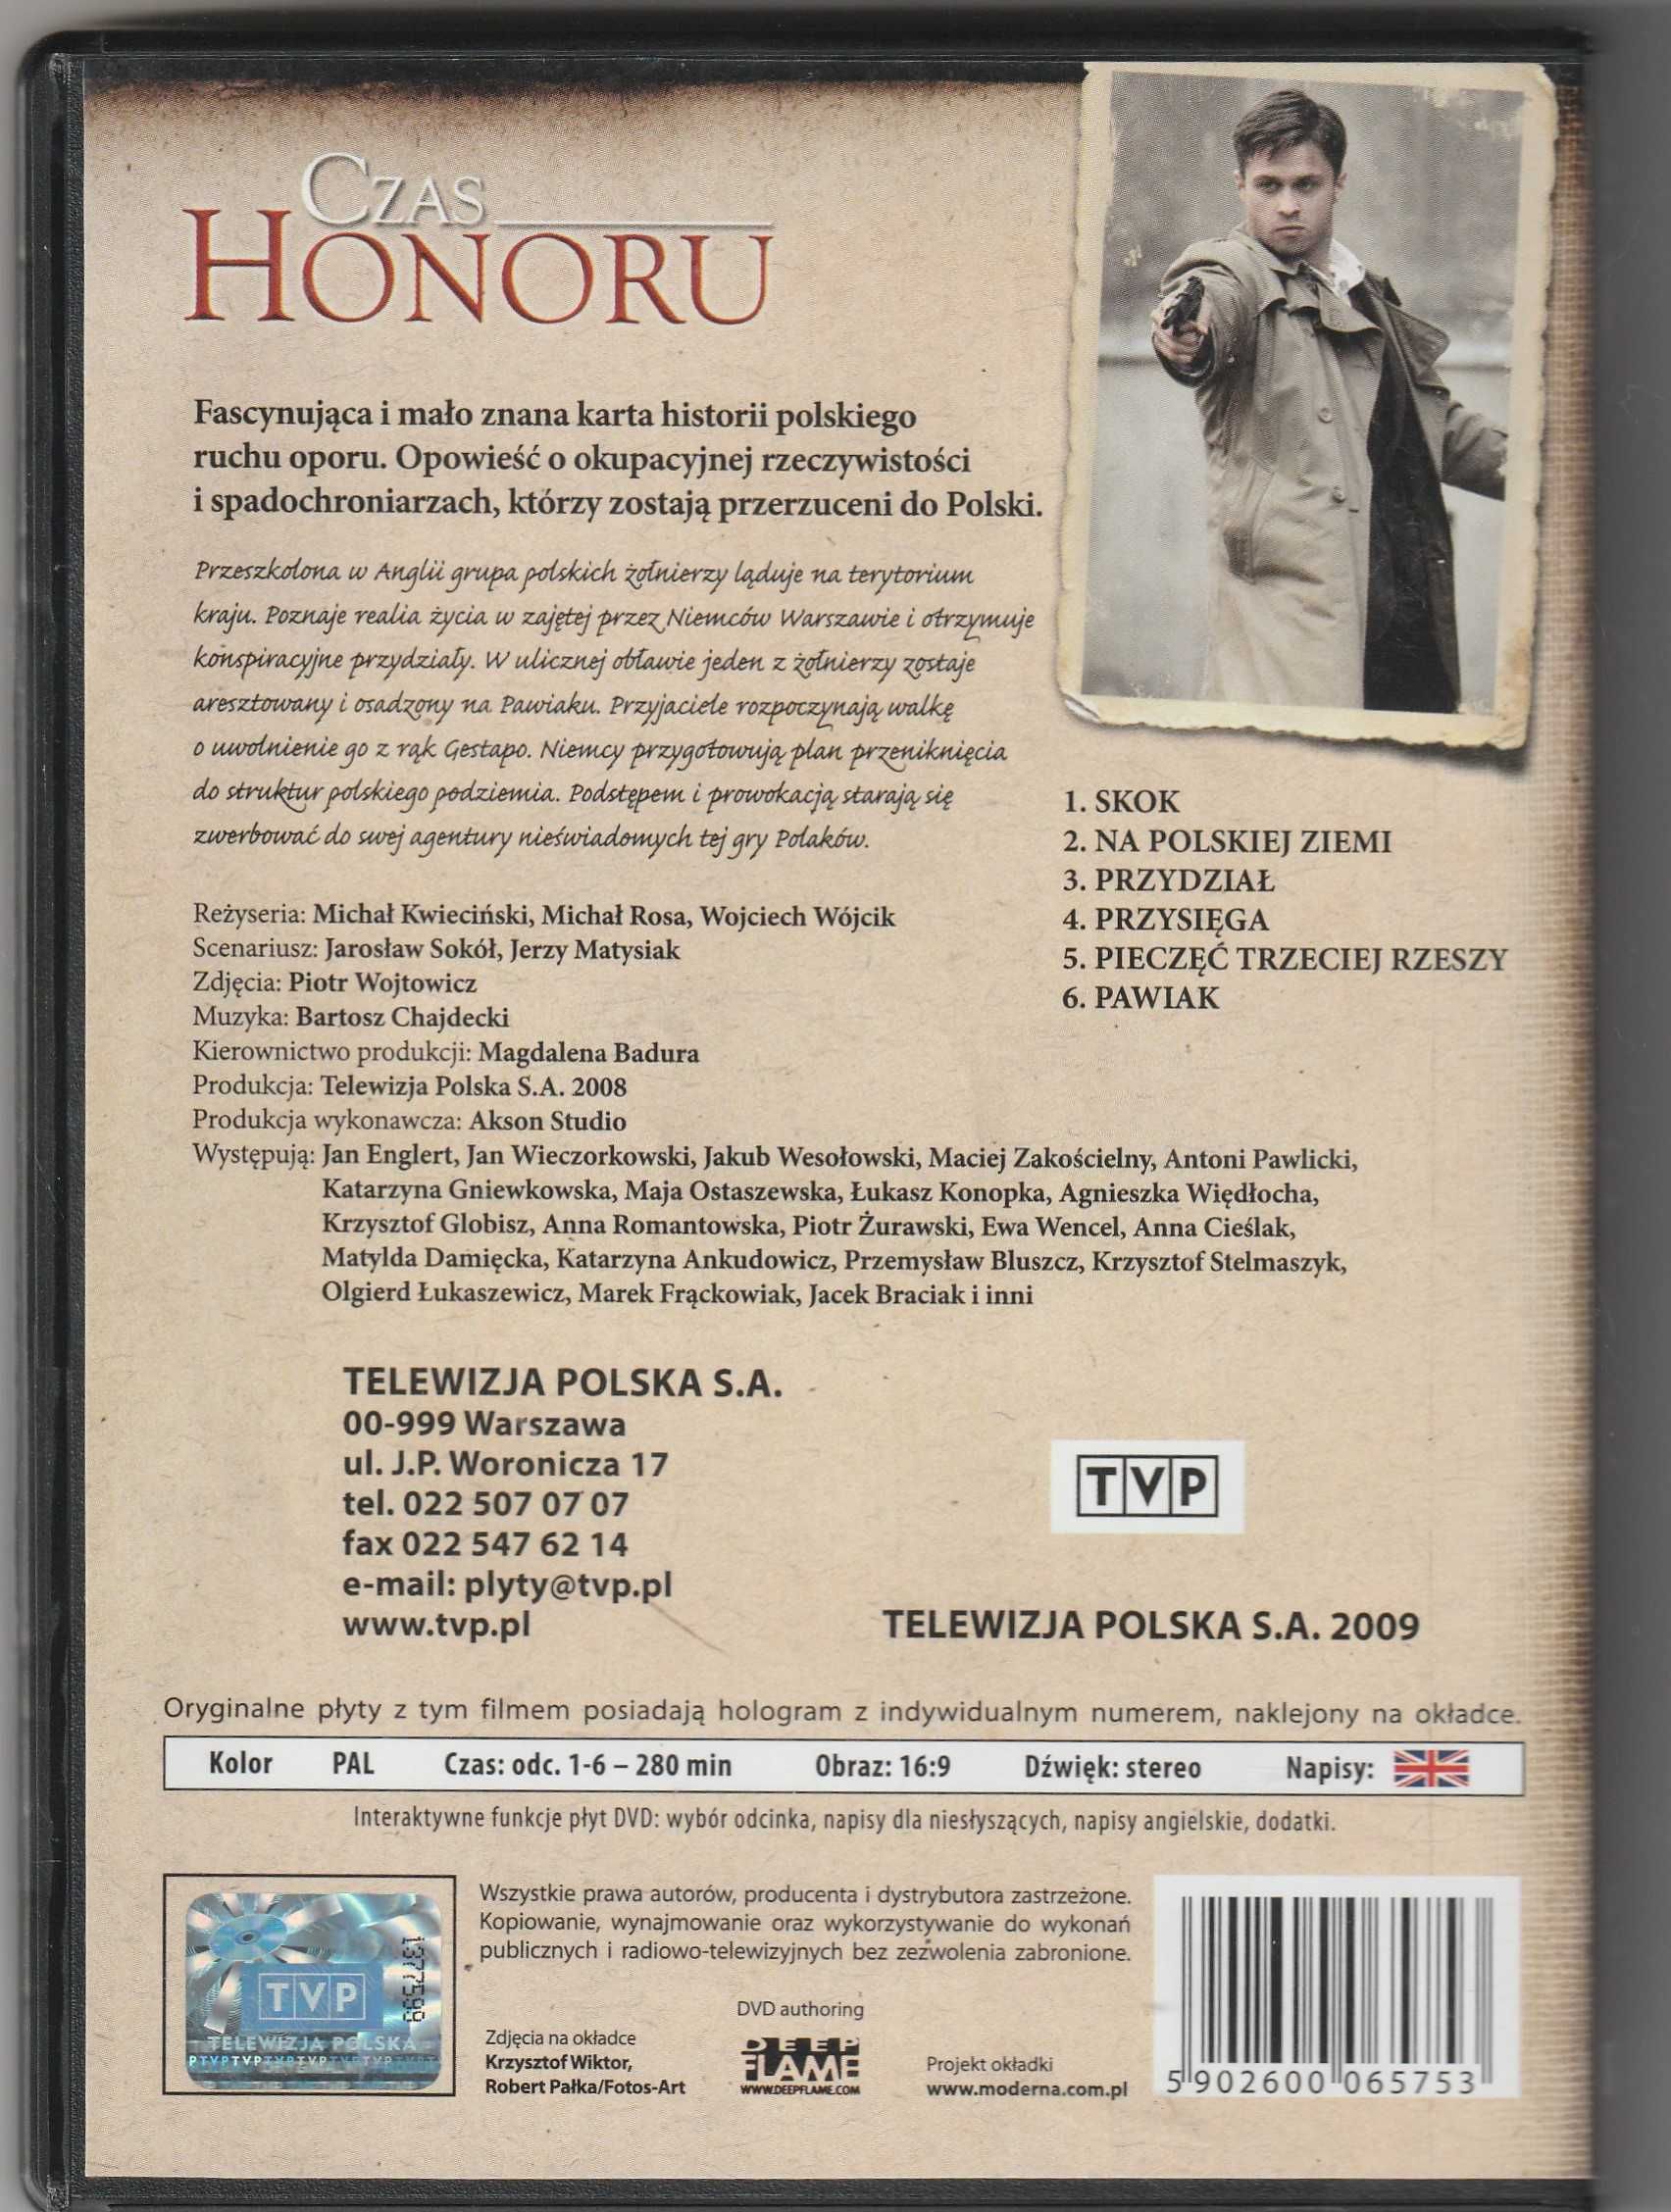 CZAS
HONORU
Fascynująca i mało znana karta historii polskiego
ruchu oporu. Opowieść o okupacyjnej rzeczywistości
i spadochroniarzach, którzy zostają przerzuceni do Polski.
Przeszkolona w Anglii grupa polskich żołnierzy ląduje na terytorium
kraju. Poznaje realia życia w zajętej przez Niemców Warszawie i otrzymuje
konspiracyjne przydziały. W ulicznej obławie jeden z żołnierzy zostaje
aresztowany i osadzony na Pawiaku. Przyjaciele rozpoczynają walkę
o uwolnienie go z rąk Gestapo. Niemcy przygotowują plan przeniknięcia
do struktur polskiego podziemia. Podstępem i prowokacją starają się
zwerbować do swej agentury nieświadomych tej gry Polaków.
1. SKOK
2. NA POLSKIEJ ZIEMI
3. PRZYDZIAŁ
4. PRZYSIĘGA
5. PIECZĘĆ TRZECIEJ RZESZY
6. PAWIAK
Reżyseria: Michał Kwieciński, Michał Rosa, Wojciech Wójcik
Scenariusz: Jarosław Sokół, Jerzy Matysiak
Zdjęcia: Piotr Wojtowicz
Muzyka: Bartosz Chajdecki
Kierownictwo produkcji: Magdalena Badura
Produkcja: Telewizja Polska S.A. 2008
Produkcja wykonawcza: Akson Studio
Występują: Jan Englert, Jan Wieczorkowski, Jakub Wesołowski, Maciej Zakościelny, Antoni Pawlicki,
Katarzyna Gniewkowska, Maja Ostaszewska, Łukasz Konopka, Agnieszka Więdłocha,
Krzysztof Globisz, Anna Romantowska, Piotr Żurawski, Ewa Wencel, Anna Cieślak,
Matylda Damięcka, Katarzyna Ankudowicz, Przemysław Bluszcz, Krzysztof Stelmaszyk,
Olgierd Łukaszewicz, Marek Frąckowiak, Jacek Braciak i inni
TELEWIZJA POLSKA S.A.
00-999 Warszawa
ul. J.P. Woronicza 17
tel. 022 507 07 07
fax 022 547 62 14
e-mail: plyty@tvp.pl
www.tvp.pl
TVP
TELEWIZJA POLSKA S.A. 2009
Oryginalne płyty z tym filmem posiadają hologram z indywidualnym numerem, naklejony na okładce.
Kolor PAL Czas: odc. 1-6 – 280 min Obraz: 16:9 Dźwięk: stereo Napisy:
Interaktywne funkcje płyt DVD: wybór odcinka, napisy dla niesłyszących, napisy angielskie, dodatki.
1377599
TVP
TELEWIZJA POLSKA
PTVPTVPTVPTVPTVPTVPTVPT
Wszystkie prawa autorów, producenta i dystrybutora zastrzeżone.
Kopiowanie, wynajmowanie oraz wykorzystywanie do wykonań
publicznych i radiowo-telewizyjnych bez zezwolenia zabronione.
Zdjęcia na okładce
Krzysztof Wiktor,
Robert Pałka/Fotos-Art
DVD authoring
DEEP
FLAME
WWW.DEEPFLAME.COM
Projekt okładki
www.moderna.com.pl
5 902600 065753